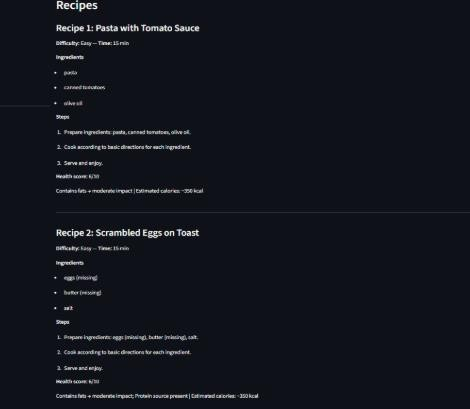 Recipes
Recipe 1: Pasta with Tomato Sauce
Difficulty: Easy — Time: 15 min
Ingredients
• pasta
• canned tomatoes
• olive oil
Steps
1. Prepare ingredients: pasta, canned tomatoes, olive oil.
2. Cook according to basic directions for each ingredient.
3. Serve and enjoy.
Health score: 6/10
Contains fats → moderate impact | Estimated calories: ~350 kcal
Recipe 2: Scrambled Eggs on Toast
Difficulty: Easy — Time: 15 min
Ingredients
• eggs (missing)
• butter (missing)
• salt
Steps
1. Prepare ingredients: eggs (missing), butter (missing), salt.
2. Cook according to basic directions for each ingredient.
3. Serve and enjoy.
Health score: 6/10
Contains fats → moderate impact; Protein source present | Estimated calories: ~350 kcal